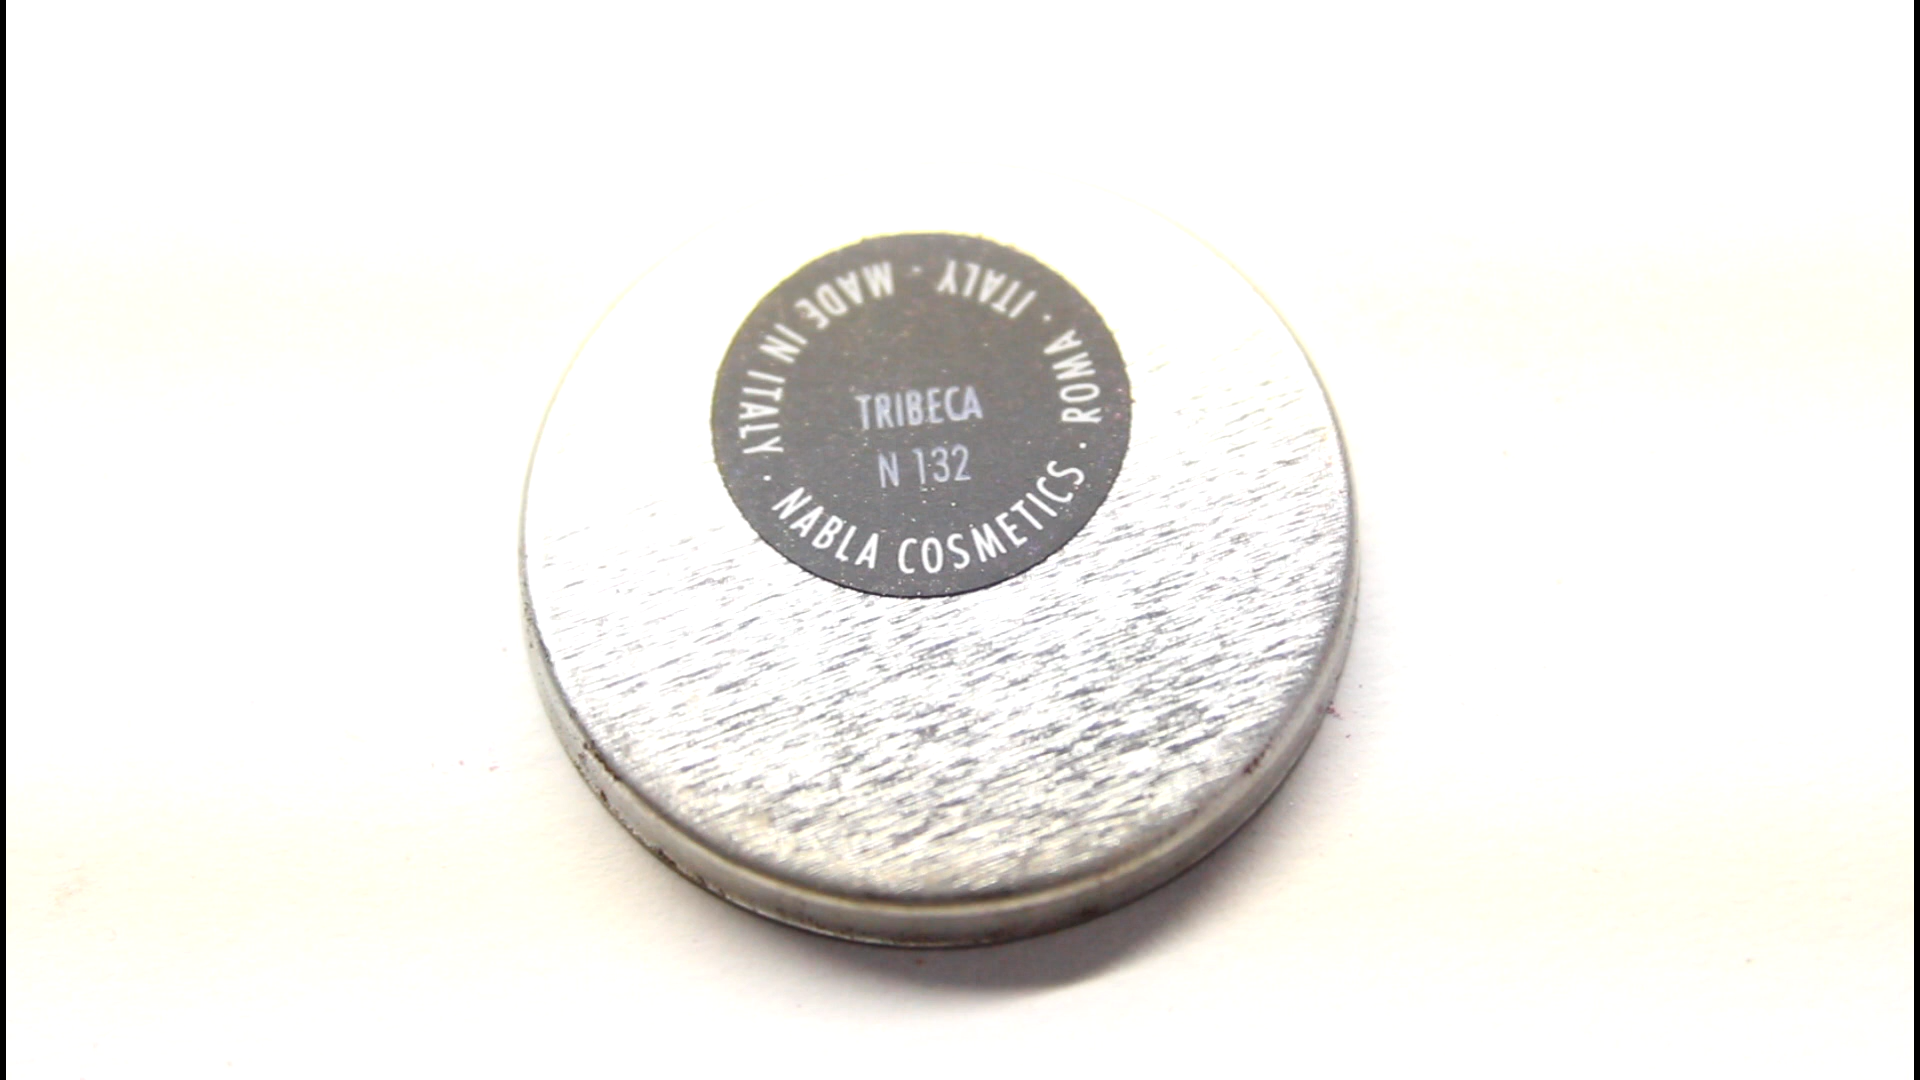 TRIBECA
N 132
NABLA COSMETICS · ROMA · ITALY · MADE IN ITALY ·